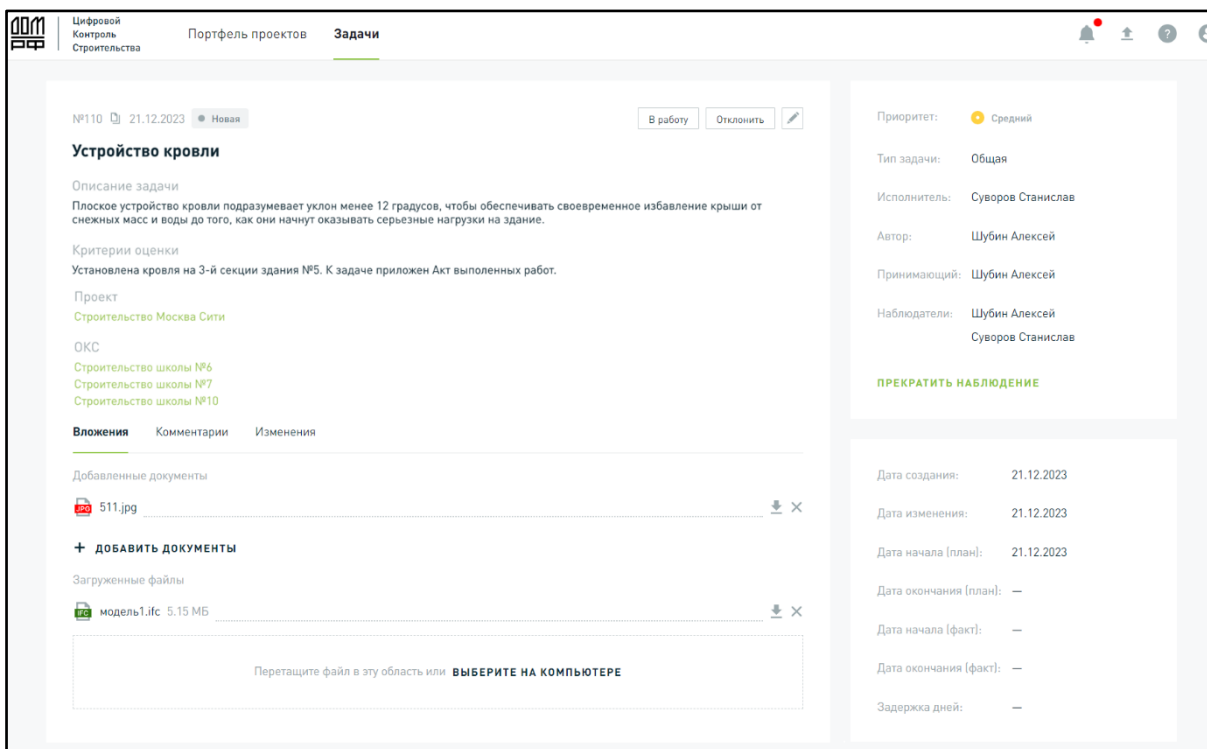 ДОМ
РФ
Цифровой
Контроль
Строительства
Портфель проектов
Задачи
?
№110 21.12.2023 Новая
В работу
Отклонить
Устройство кровли
Описание задачи
Плоское устройство кровли подразумевает уклон менее 12 градусов, чтобы обеспечивать своевременное избавление крыши от
снежных масс и воды до того, как они начнут оказывать серьезные нагрузки на здание.
Критерии оценки
Установлена кровля на 3-й секции здания №5. К задаче приложен Акт выполенных работ.
Проект
Строительство Москва Сити
ОКС
Строительство школы №6
Строительство школы №7
Строительство школы №10
Вложения Комментарии Изменения
Добавленные документы
JPG 511.jpg
+ ДОБАВИТЬ ДОКУМЕНТЫ
Загруженные файлы
IFC модель1.ifc 5.15 МБ
Перетащите файл в эту область или ВЫБЕРИТЕ НА КОМПЬЮТЕРЕ
Приоритет: Средний
Тип задачи: Общая
Исполнитель: Суворов Станислав
Автор: Шубин Алексей
Принимающий: Шубин Алексей
Наблюдатели: Шубин Алексей
Суворов Станислав
ПРЕКРАТИТЬ НАБЛЮДЕНИЕ
Дата создания: 21.12.2023
Дата изменения: 21.12.2023
Дата начала (план): 21.12.2023
Дата окончания (план): —
Дата начала (факт): —
Дата окончания (факт): —
Задержка дней: —